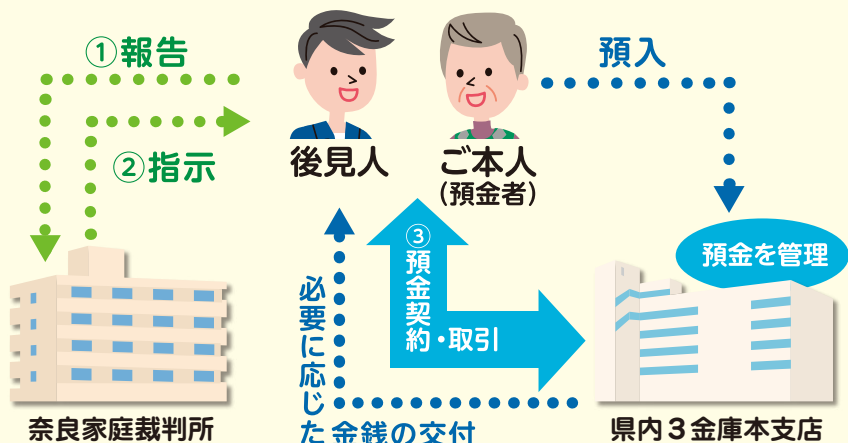 ①報告
預入
②指示
後見人
ご本人
(預金者)
③預金契約・取引
預金を管理
必要に応じた
金銭の交付
奈良家庭裁判所
県内3金庫本支店